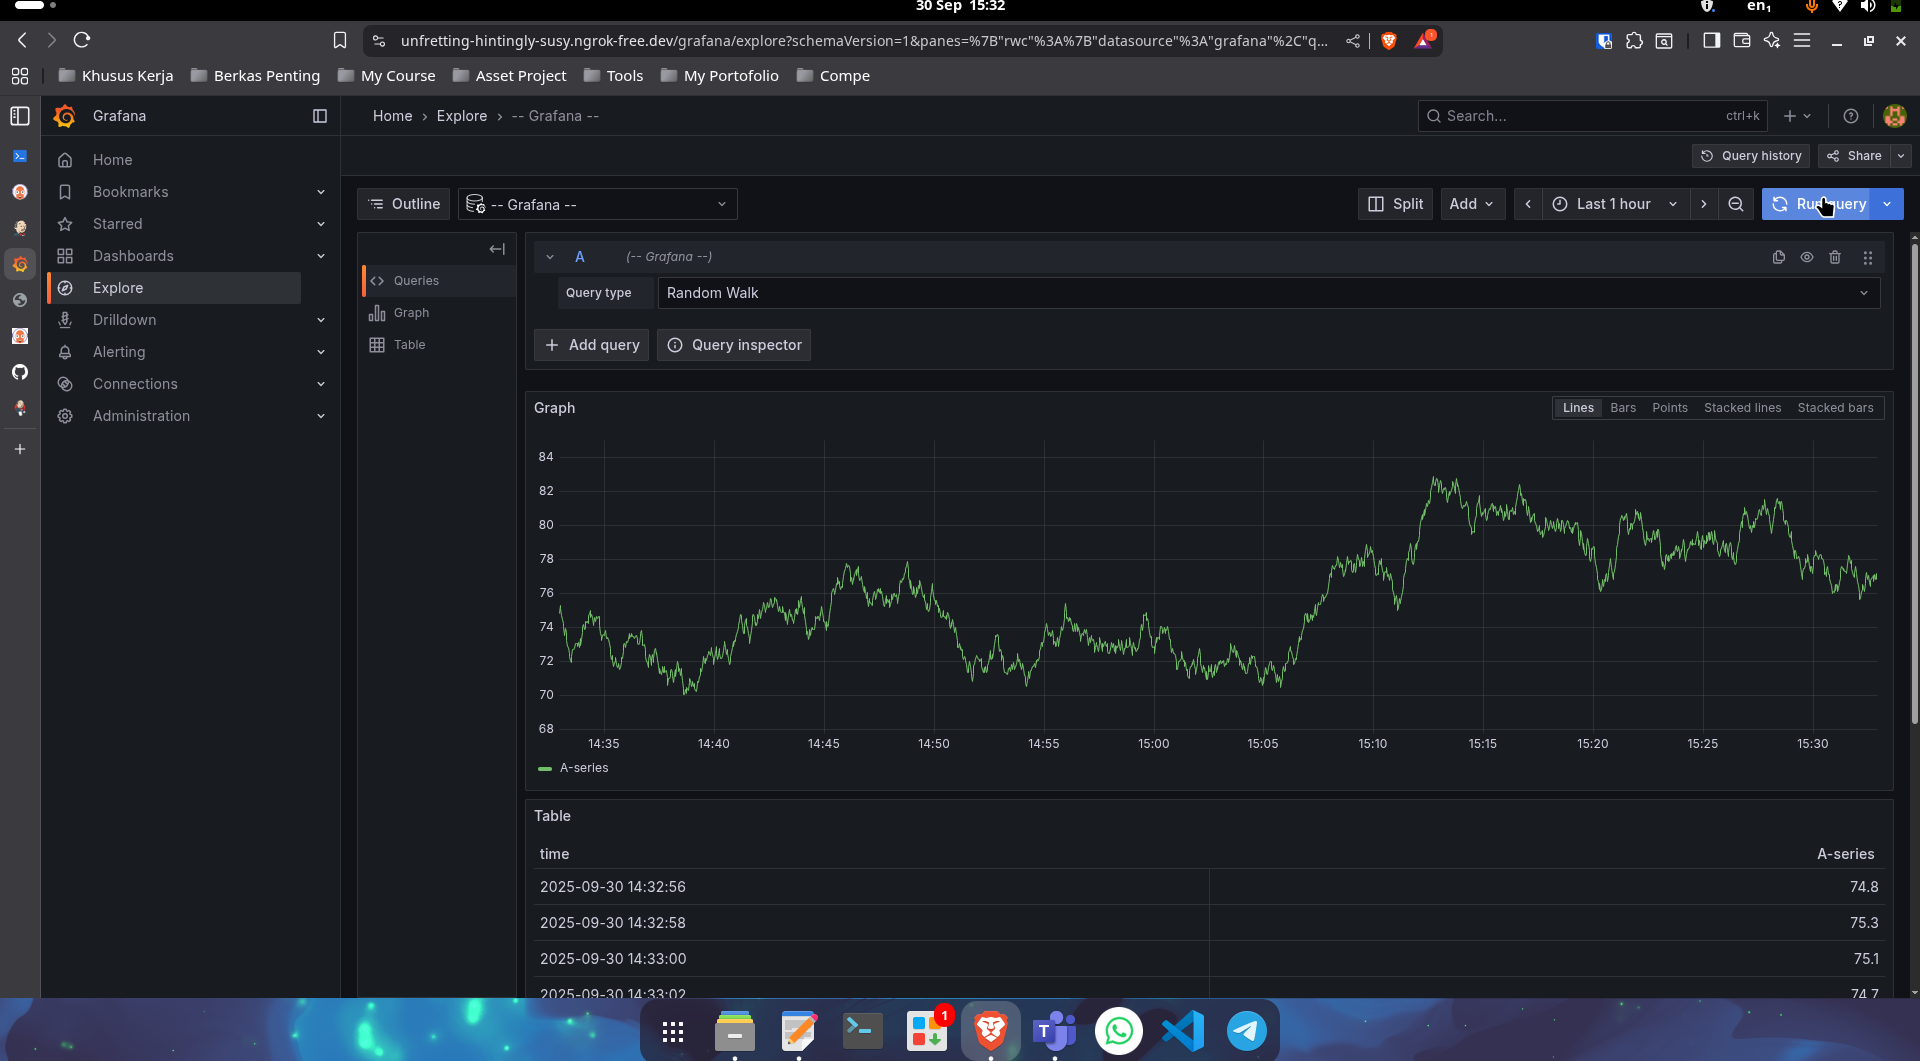 30 Sep 15:32
en₁
unfretting-hintingly-susy.ngrok-free.dev/grafana/explore?schemaVersion=1&panes=%7B"rwc"%3A%7B"datasource"%3A"grafana"%2C"q...
1
Khusus Kerja
Berkas Penting
My Course
Asset Project
Tools
My Portofolio
Compe
Grafana
Home › Explore › -- Grafana --
Search...
ctrl+k
Home
Bookmarks
Starred
Dashboards
Explore
Drilldown
Alerting
Connections
Administration
Query history
Share
Outline
-- Grafana --
Split
Add
Last 1 hour
Run query
Queries
Graph
Table
A
(-- Grafana --)
Query type
Random Walk
Add query
Query inspector
Graph
Lines
Bars
Points
Stacked lines
Stacked bars
84
82
80
78
76
74
72
70
68
14:35
14:40
14:45
14:50
14:55
15:00
15:05
15:10
15:15
15:20
15:25
15:30
A-series
Table
time
A-series
2025-09-30 14:32:56
74.8
2025-09-30 14:32:58
75.3
2025-09-30 14:33:00
75.1
2025-09-30 14:33:02
74.7
1